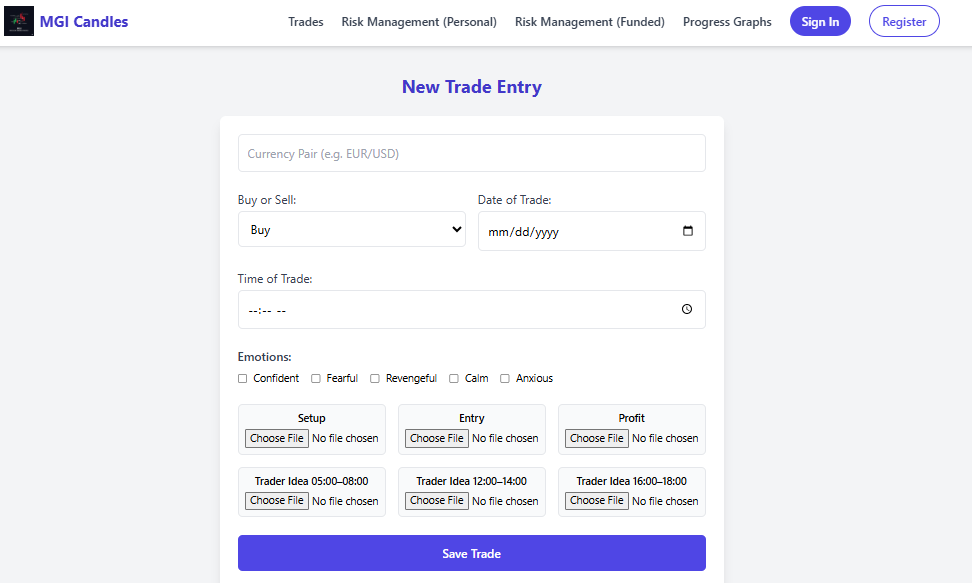 MGI Candles Trades Risk Management (Personal) Risk Management (Funded) Progress Graphs Sign In Register
New Trade Entry
Currency Pair (e.g. EUR/USD)
Buy or Sell: Date of Trade:
Buy mm/dd/yyyy
Time of Trade:
--:-- --
Emotions:
Confident Fearful Revengeful Calm Anxious
Setup Entry Profit
Choose File No file chosen Choose File No file chosen Choose File No file chosen
Trader Idea 05:00–08:00 Trader Idea 12:00–14:00 Trader Idea 16:00–18:00
Choose File No file chosen Choose File No file chosen Choose File No file chosen
Save Trade